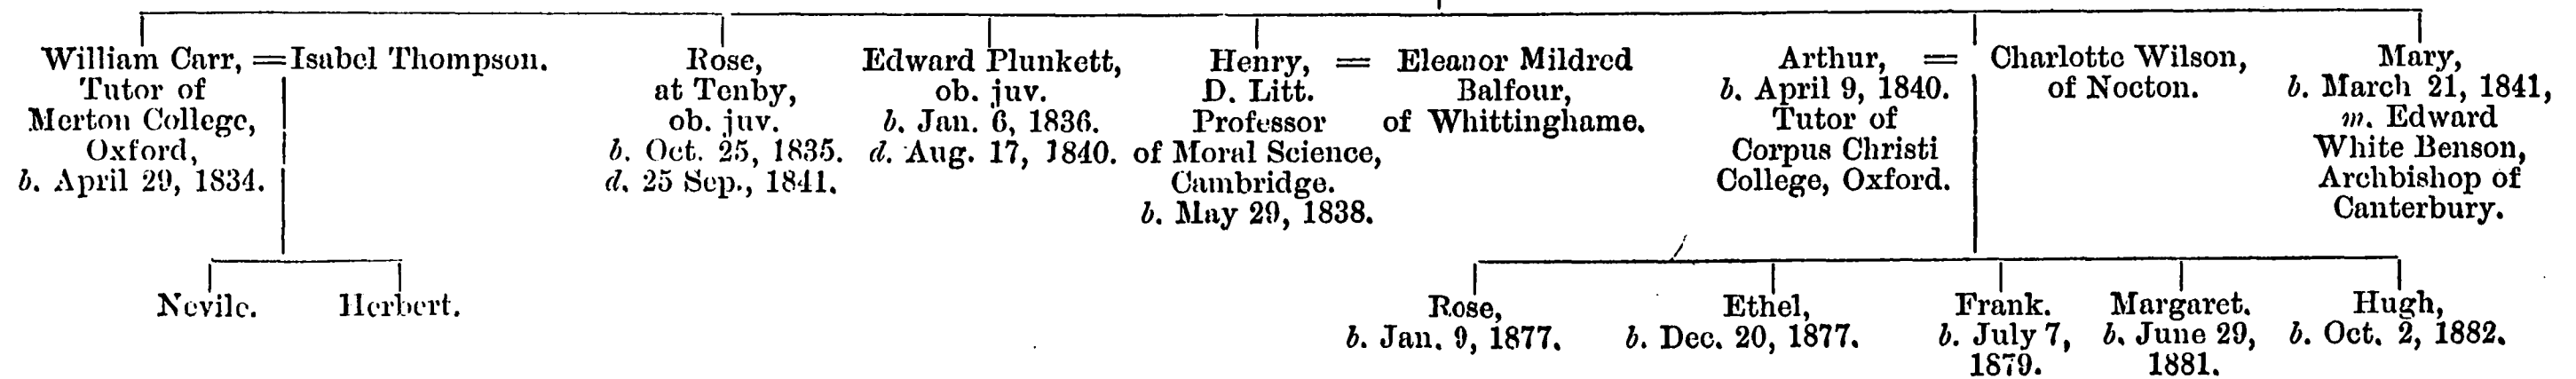 William Carr, = Isabel Thompson.
Tutor of
Merton College,
Oxford,
b. April 29, 1834.
Rose,
at Tenby,
ob. juv.
b. Oct. 25, 1835.
d. 25 Sep., 1841.
Edward Plunkett,
ob. juv.
b. Jan. 6, 1836.
d. Aug. 17, 1840.
Henry, = Eleanor Mildred
D. Litt. Balfour,
Professor of Whittinghame.
of Moral Science,
Cambridge.
b. May 29, 1838.
Arthur, = Charlotte Wilson,
b. April 9, 1840. of Nocton.
Tutor of
Corpus Christi
College, Oxford.
Mary,
b. March 21, 1841,
m. Edward
White Benson,
Archbishop of
Canterbury.
Nevile. Herbert.
Rose,
b. Jan. 9, 1877.
Ethel,
b. Dec. 20, 1877.
Frank.
b. July 7,
1879.
Margaret.
b. June 29,
1881.
Hugh,
b. Oct. 2, 1882.